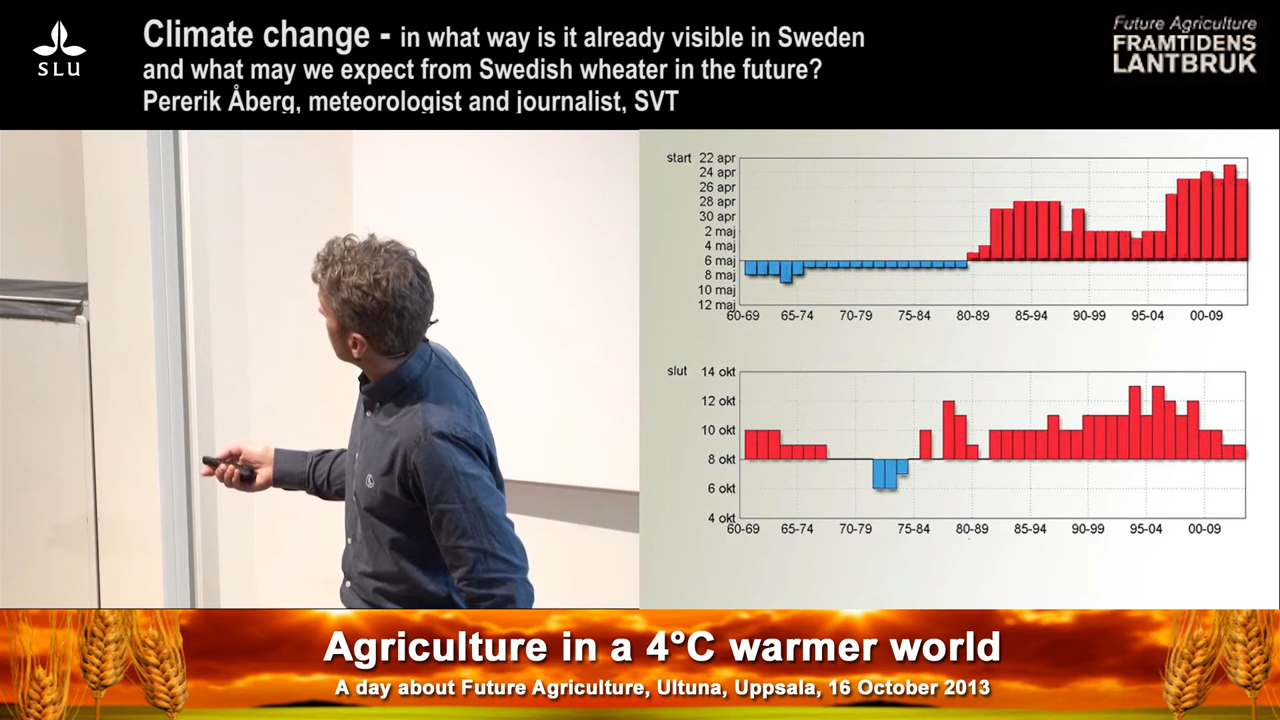 SLU
Climate change - in what way is it already visible in Sweden
and what may we expect from Swedish wheater in the future?
Pererik Åberg, meteorologist and journalist, SVT
Future Agriculture
FRAMTIDENS
LANTBRUK
start 22 apr
24 apr
26 apr
28 apr
30 apr
2 maj
4 maj
6 maj
8 maj
10 maj
12 maj
60-69 65-74 70-79 75-84 80-89 85-94 90-99 95-04 00-09
slut 14 okt
12 okt
10 okt
8 okt
6 okt
4 okt
60-69 65-74 70-79 75-84 80-89 85-94 90-99 95-04 00-09
Agriculture in a 4°C warmer world
A day about Future Agriculture, Ultuna, Uppsala, 16 October 2013